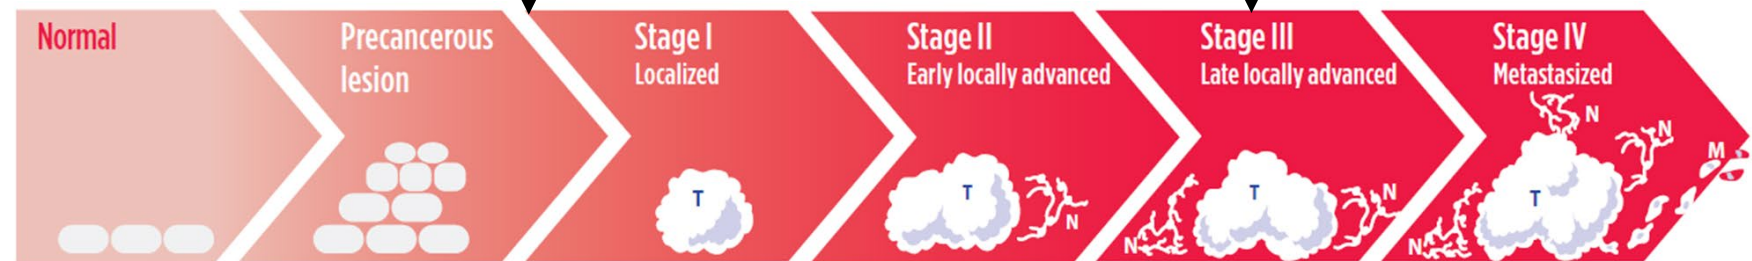 Normal
Precancerous
lesion
Stage I
Localized
T
Stage II
Early locally advanced
T
N
Stage III
Late locally advanced
N
T
N
Stage IV
Metastasized
N
N
M
T
N